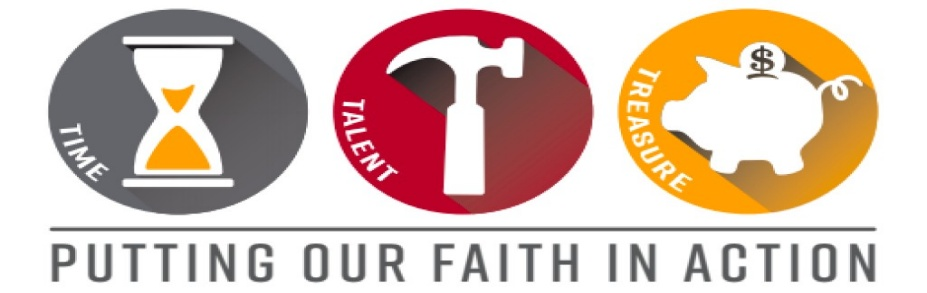 TIME
TALENT
TREASURE
$
PUTTING OUR FAITH IN ACTION